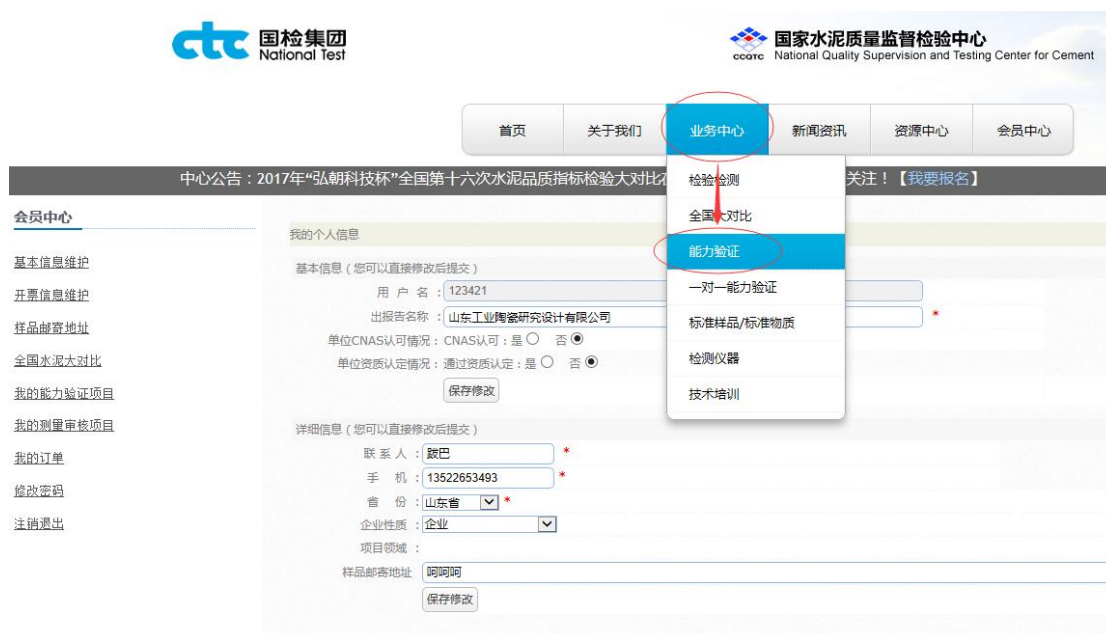 ctc 国检集团
National Test
国家水泥质量监督检验中心
CCQTC National Quality Supervision and Testing Center for Cement
首页 关于我们 业务中心 新闻资讯 资源中心 会员中心
中心公告：2017年“弘朝科技杯”全国第十六次水泥品质指标检验大对比 关注！【我要报名】
检验检测
全国大对比
能力验证
一对一能力验证
标准样品/标准物质
检测仪器
技术培训
会员中心
基本信息维护
开票信息维护
样品邮寄地址
全国水泥大对比
我的能力验证项目
我的测量审核项目
我的订单
修改密码
注销退出
我的个人信息
基本信息（您可以直接修改后提交）
用 户 名 ：123421
出报告名称 ：山东工业陶瓷研究设计有限公司 *
单位CNAS认可情况：CNAS认可：是 否
单位资质认定情况：通过资质认定：是 否
保存修改
详细信息（您可以直接修改后提交）
联 系 人 ：跋巴 *
手 机 ：13522653493 *
省 份 ：山东省 *
企业性质 ：企业
项目领域 ：
样品邮寄地址 呵呵呵
保存修改